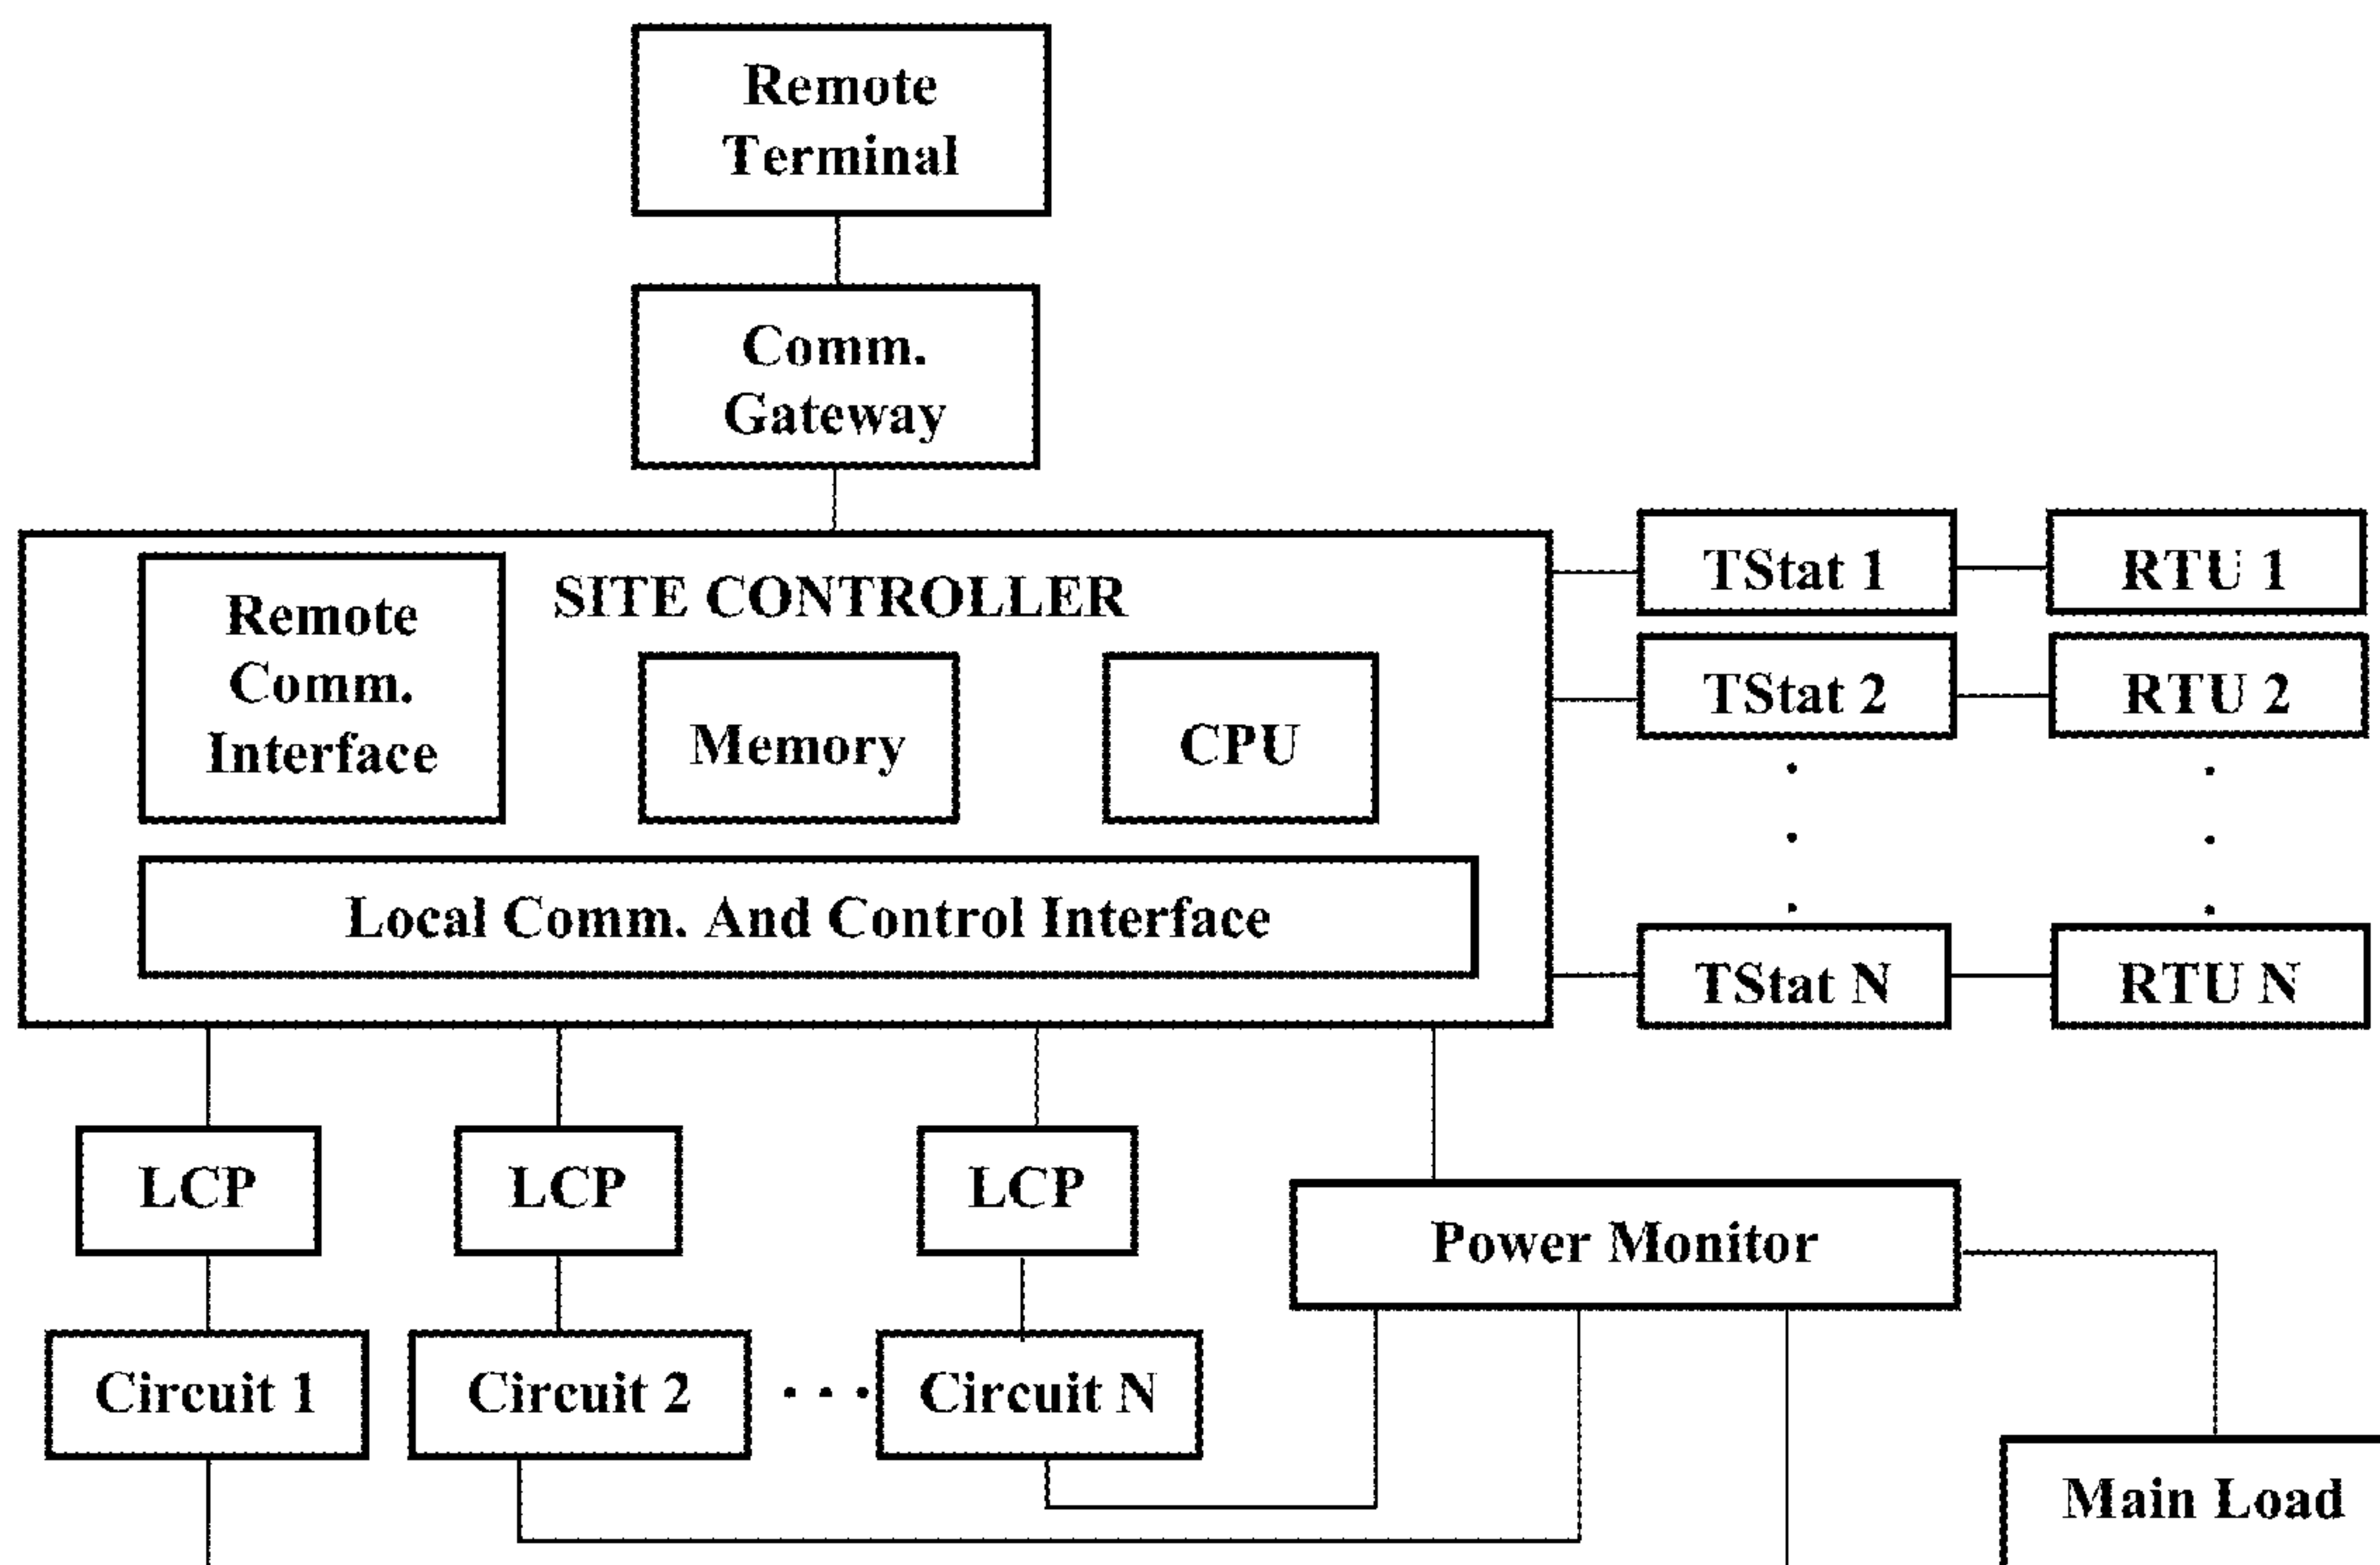 Remote
Terminal
Comm.
Gateway
SITE CONTROLLER
Remote
Comm.
Interface
Memory
CPU
Local Comm. And Control Interface
TStat 1
RTU 1
TStat 2
RTU 2
TStat N
RTU N
LCP
LCP
LCP
Power Monitor
Circuit 1
Circuit 2
. . .
Circuit N
Main Load